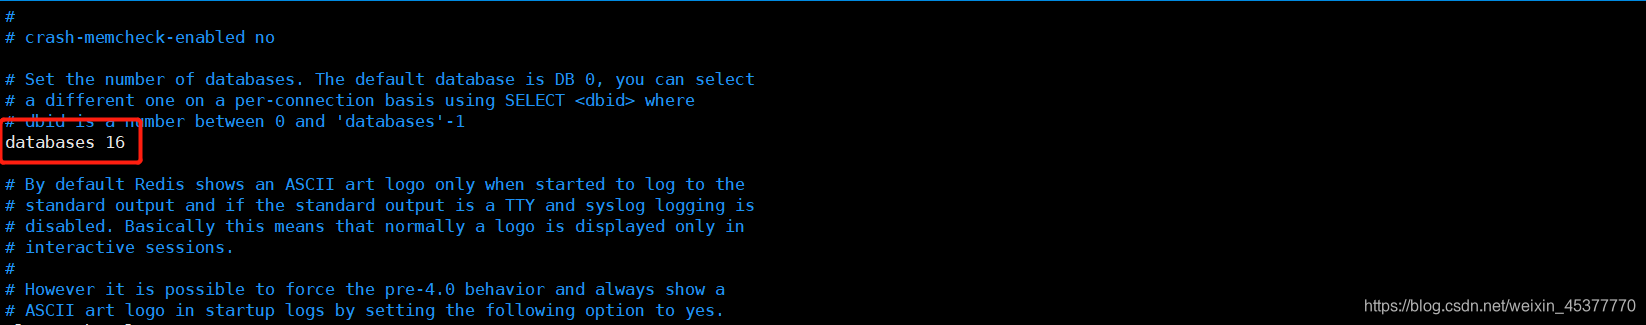 #
# crash-memcheck-enabled no
# Set the number of databases. The default database is DB 0, you can select
# a different one on a per-connection basis using SELECT <dbid> where
# dbid is a number between 0 and 'databases'-1
databases 16
# By default Redis shows an ASCII art logo only when started to log to the
# standard output and if the standard output is a TTY and syslog logging is
# disabled. Basically this means that normally a logo is displayed only in
# interactive sessions.
#
# However it is possible to force the pre-4.0 behavior and always show a
# ASCII art logo in startup logs by setting the following option to yes.
https://blog.csdn.net/weixin_45377770